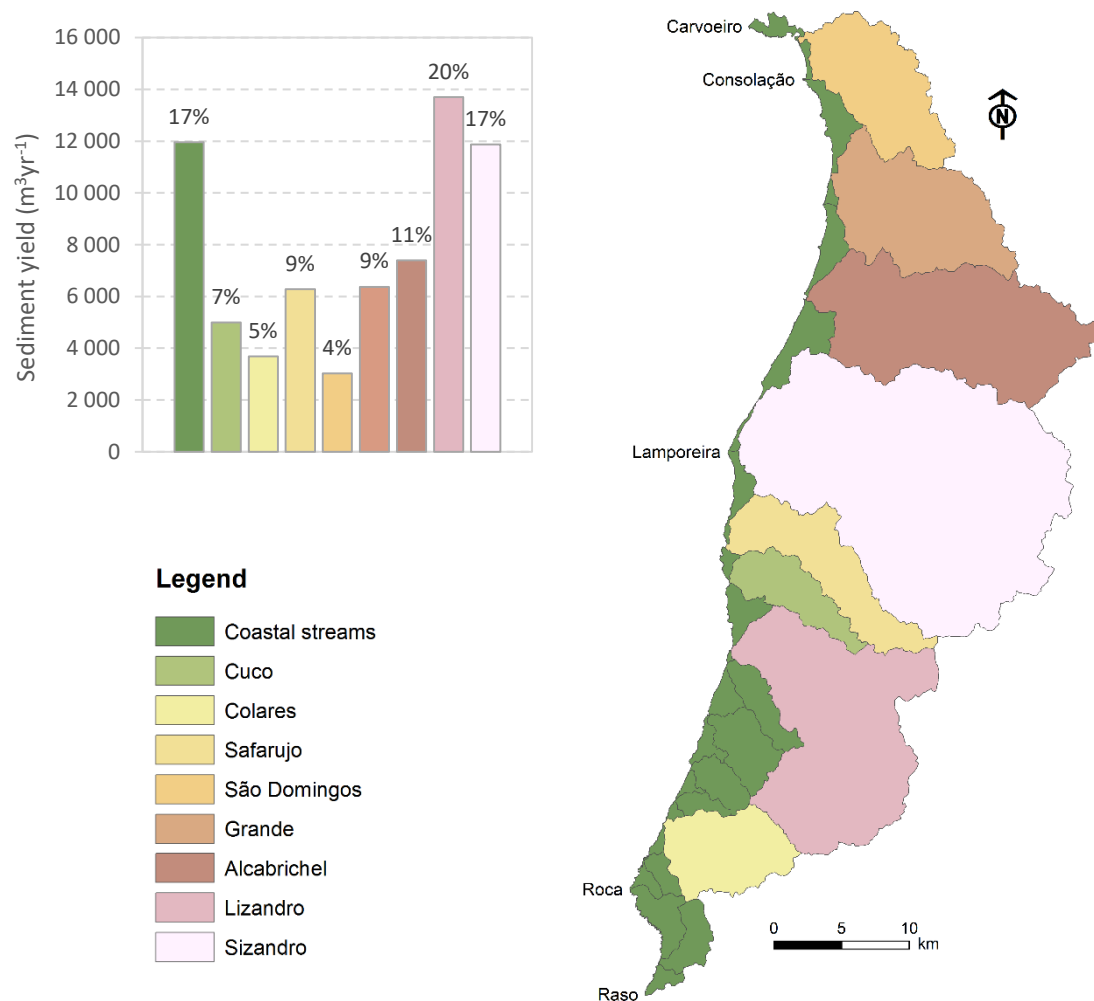 16 000
14 000
12 000
10 000
8 000
6 000
4 000
2 000
0
Sediment yield (m³yr⁻¹)
17%
7%
5%
9%
4%
9%
11%
20%
17%
Carvoeiro
Consolação
N
Lamporeira
Roca
Raso
0 5 10
km
Legend
Coastal streams
Cuco
Colares
Safarujo
São Domingos
Grande
Alcabrichel
Lizandro
Sizandro